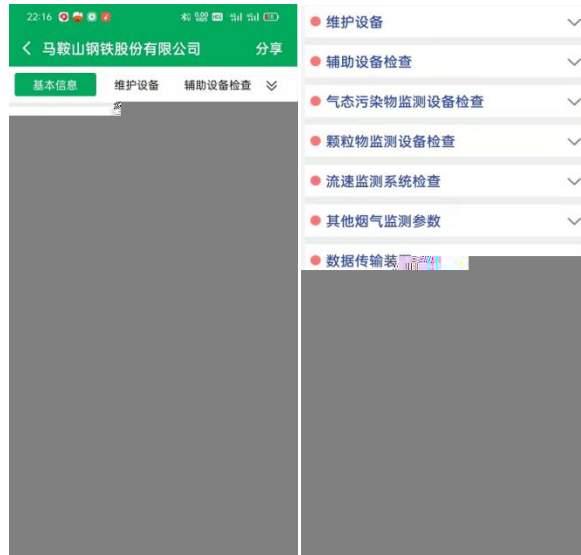 22:16
马鞍山钢铁股份有限公司 分享
基本信息 维护设备 辅助设备检查
维护设备
辅助设备检查
气态污染物监测设备检查
颗粒物监测设备检查
流速监测系统检查
其他烟气监测参数
数据传输装